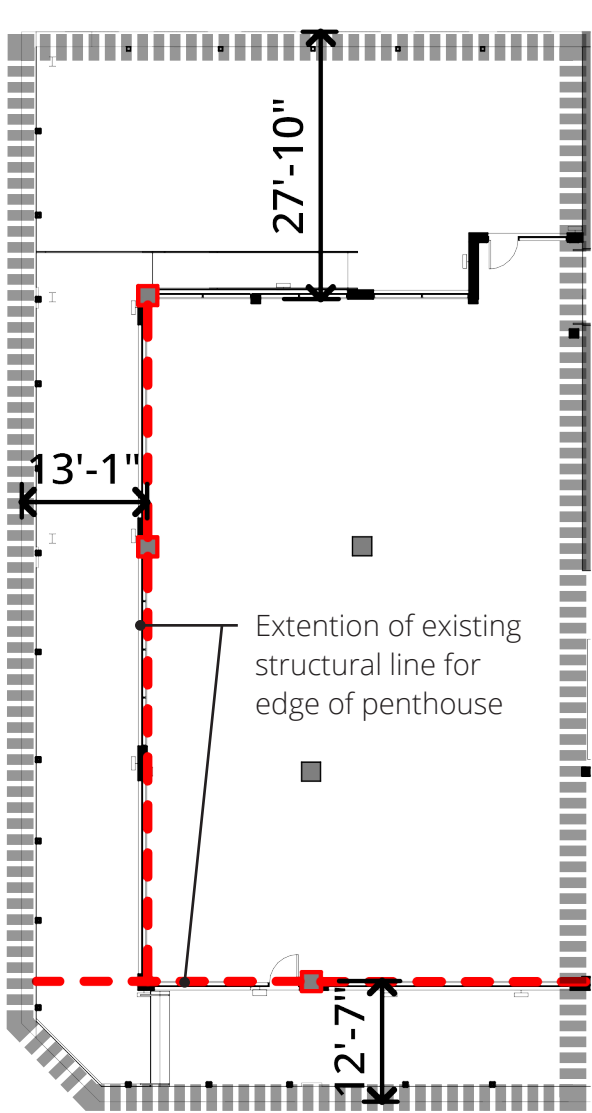 27'-10"
13'-1"
Extention of existing
structural line for
edge of penthouse
12'-7"